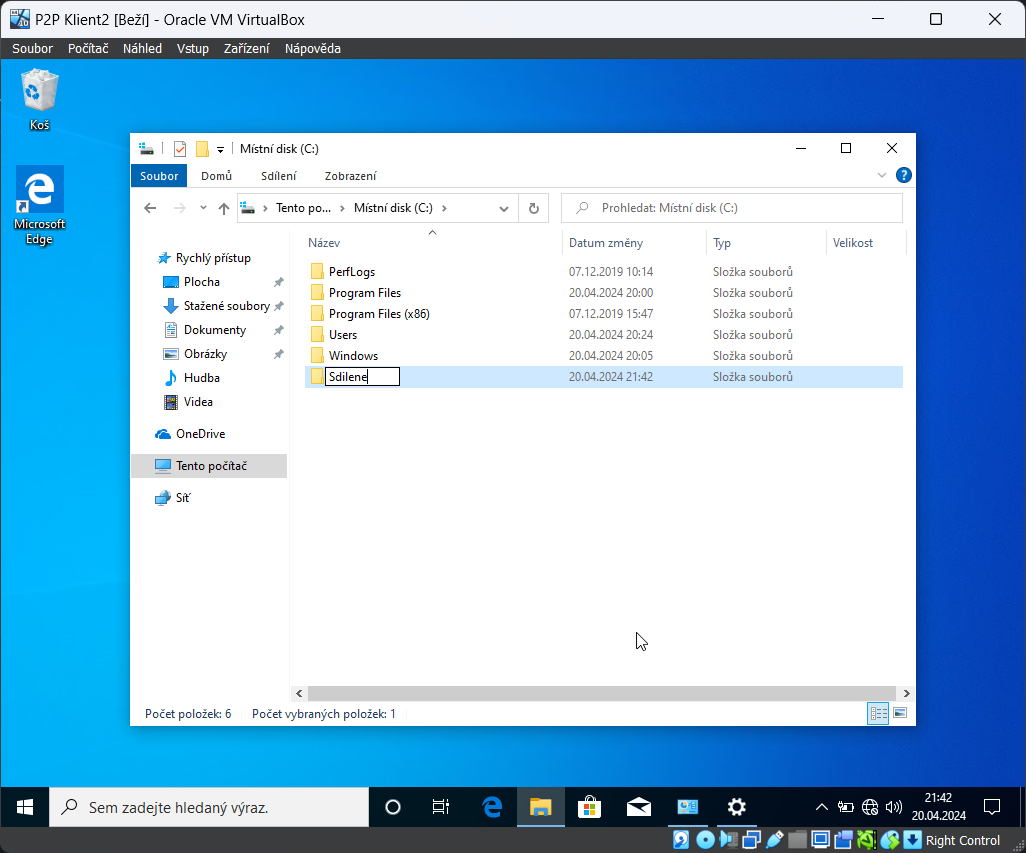 P2P Klient2 [Beží] - Oracle VM VirtualBox
Soubor Počítač Náhled Vstup Zařízení Nápověda
Koš
Microsoft
Edge
Místní disk (C:)
Soubor Domů Sdílení Zobrazení
Tento po... Místní disk (C:) Prohledat: Místní disk (C:)
Název Datum změny Typ Velikost
Rychlý přístup
Plocha
Stažené soubory
Dokumenty
Obrázky
Hudba
Videa
OneDrive
Tento počítač
Síť
PerfLogs 07.12.2019 10:14 Složka souborů
Program Files 20.04.2024 20:00 Složka souborů
Program Files (x86) 07.12.2019 15:47 Složka souborů
Users 20.04.2024 20:24 Složka souborů
Windows 20.04.2024 20:05 Složka souborů
Sdilene 20.04.2024 21:42 Složka souborů
Počet položek: 6 Počet vybraných položek: 1
Sem zadejte hledaný výraz.
21:42
20.04.2024
Right Control